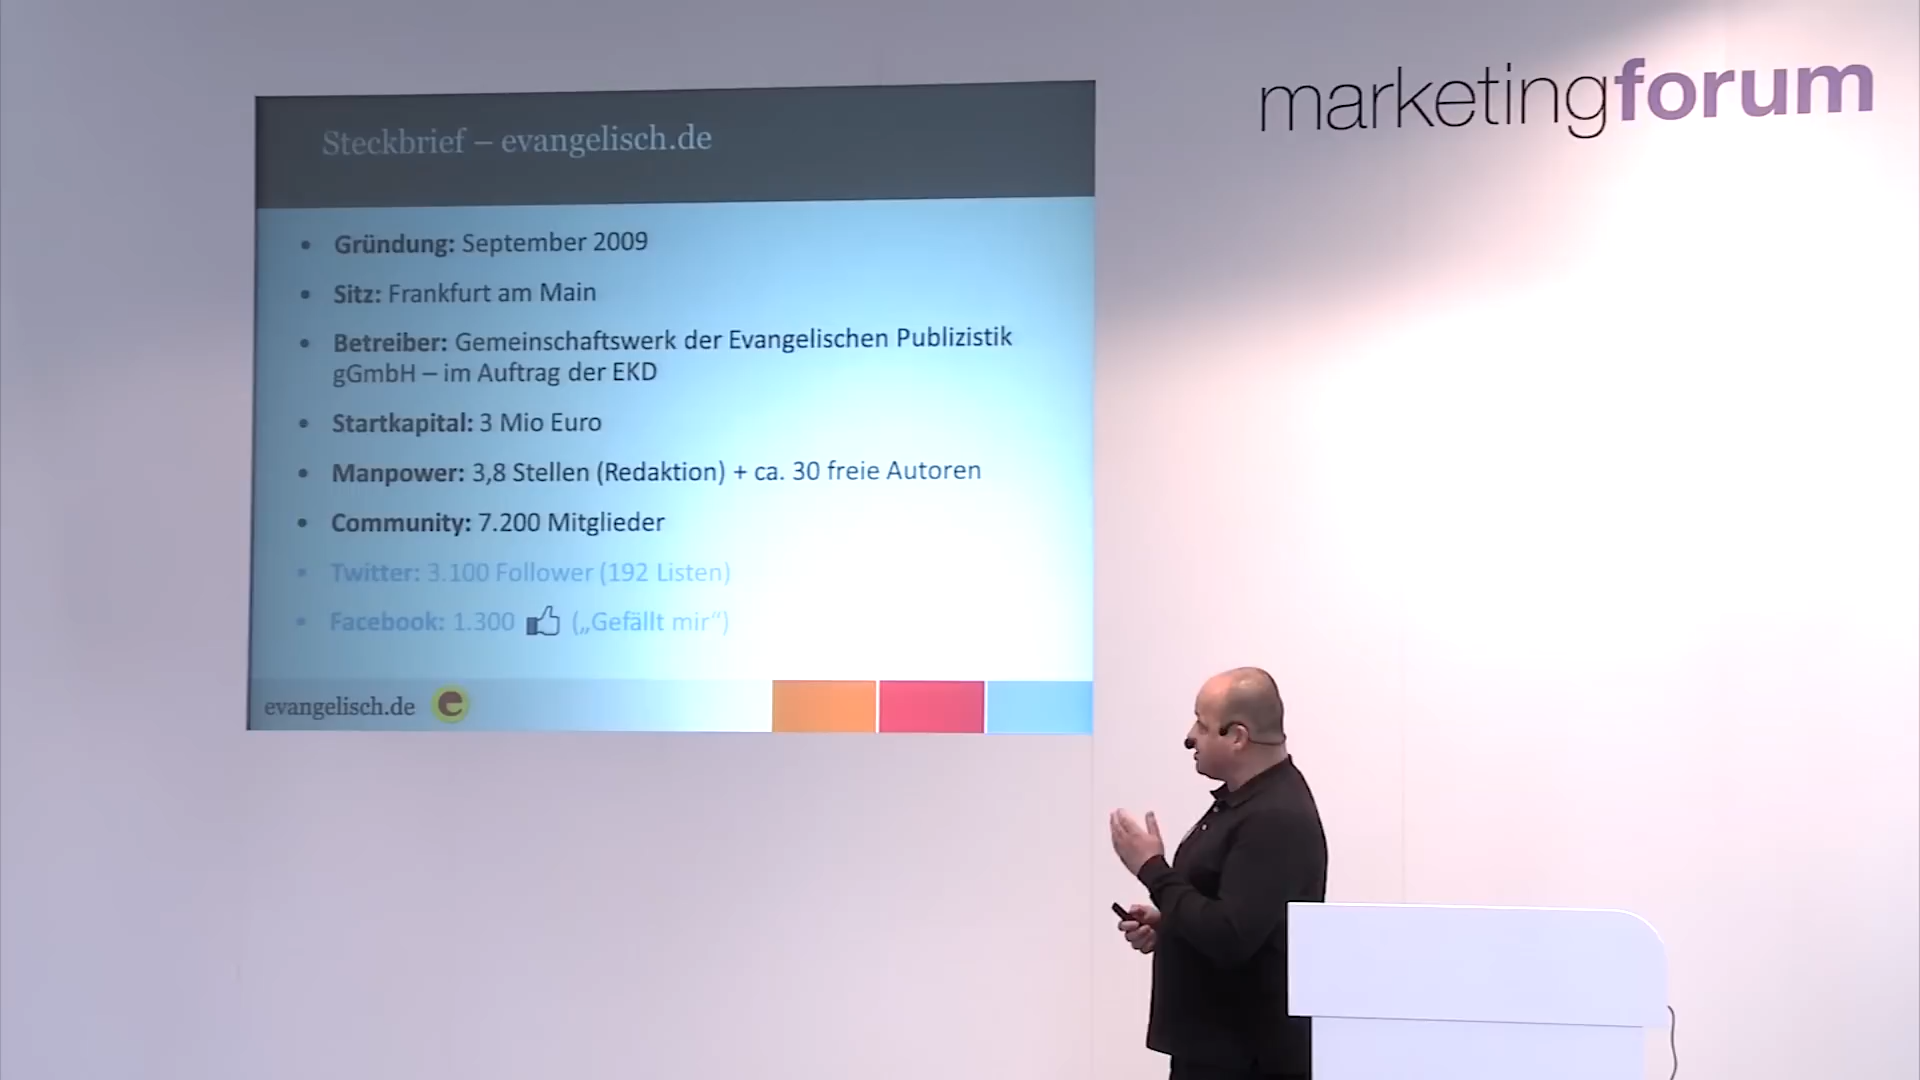 marketingforum
Steckbrief – evangelisch.de
• Gründung: September 2009
• Sitz: Frankfurt am Main
• Betreiber: Gemeinschaftswerk der Evangelischen Publizistik
gGmbH – im Auftrag der EKD
• Startkapital: 3 Mio Euro
• Manpower: 3,8 Stellen (Redaktion) + ca. 30 freie Autoren
• Community: 7.200 Mitglieder
• Twitter: 3.100 Follower (192 Listen)
• Facebook: 1.300 („Gefällt mir“)
evangelisch.de e